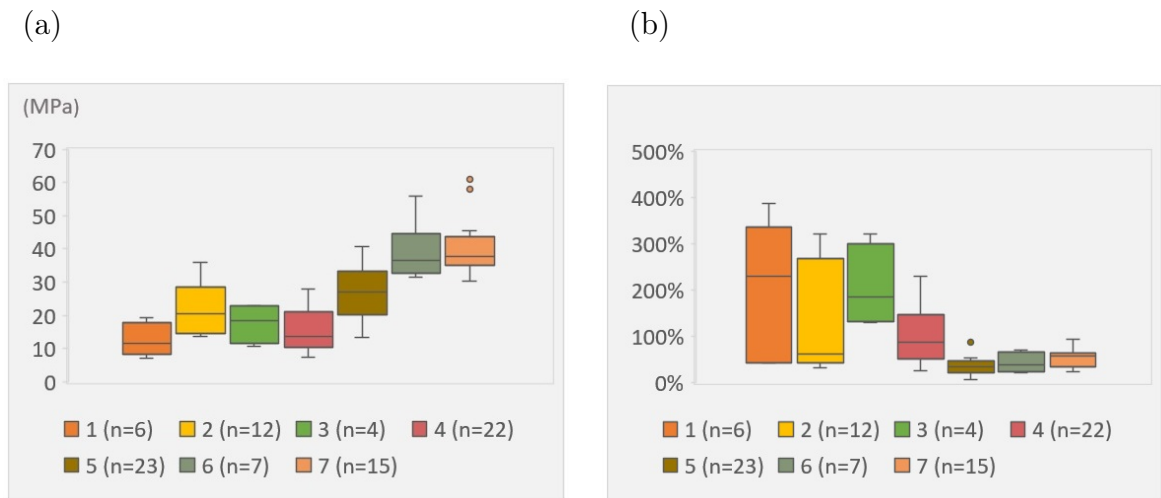 (a)
(b)
(MPa)
70
60
50
40
30
20
10
0
1 (n=6) 2 (n=12) 3 (n=4) 4 (n=22)
5 (n=23) 6 (n=7) 7 (n=15)
500%
400%
300%
200%
100%
0%
1 (n=6) 2 (n=12) 3 (n=4) 4 (n=22)
5 (n=23) 6 (n=7) 7 (n=15)